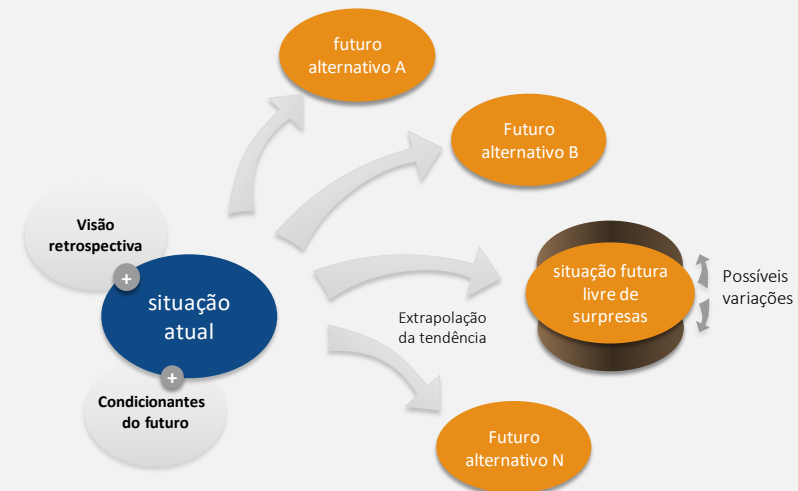 futuro
alternativo A
Futuro
alternativo B
Visão
retrospectiva
+
situação
atual
situação futura
livre de
surpresas
Possíveis
variações
Extrapolação
da tendência
+
Condicionantes
do futuro
Futuro
alternativo N